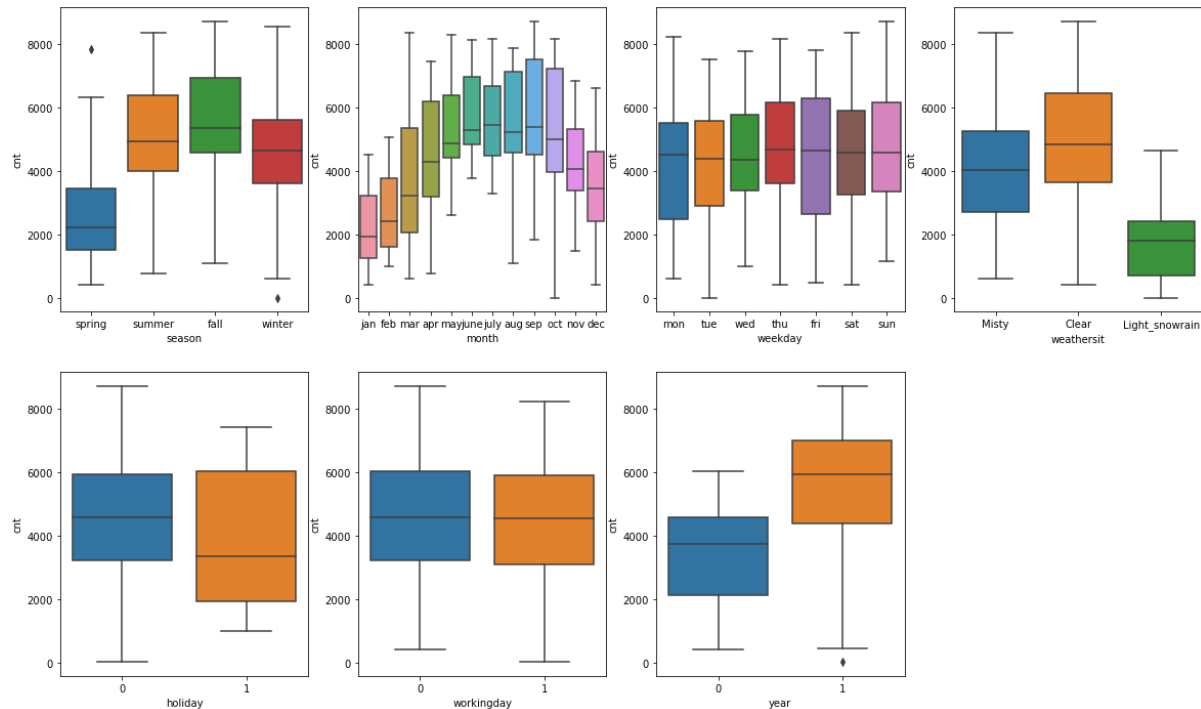 cnt
8000
6000
4000
2000
0
spring summer fall winter
season
cnt
8000
6000
4000
2000
0
jan feb mar apr may june july aug sep oct nov dec
month
cnt
8000
6000
4000
2000
0
mon tue wed thu fri sat sun
weekday
cnt
8000
6000
4000
2000
0
Misty Clear Light_snowrain
weathersit
cnt
8000
6000
4000
2000
0
0 1
holiday
cnt
8000
6000
4000
2000
0
0 1
workingday
cnt
8000
6000
4000
2000
0
0 1
year